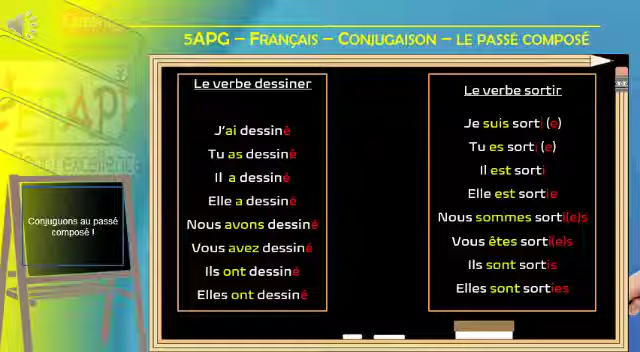 5APG – FRANÇAIS – CONJUGAISON – LE PASSÉ COMPOSÉ
Conjuguons au passé
composé !
Le verbe dessiner
J'ai dessiné
Tu as dessiné
Il a dessiné
Elle a dessiné
Nous avons dessiné
Vous avez dessiné
Ils ont dessiné
Elles ont dessiné
Le verbe sortir
Je suis sorti (e)
Tu es sorti (e)
Il est sorti
Elle est sortie
Nous sommes sorti(e)s
Vous êtes sorti(e)s
Ils sont sortis
Elles sont sorties